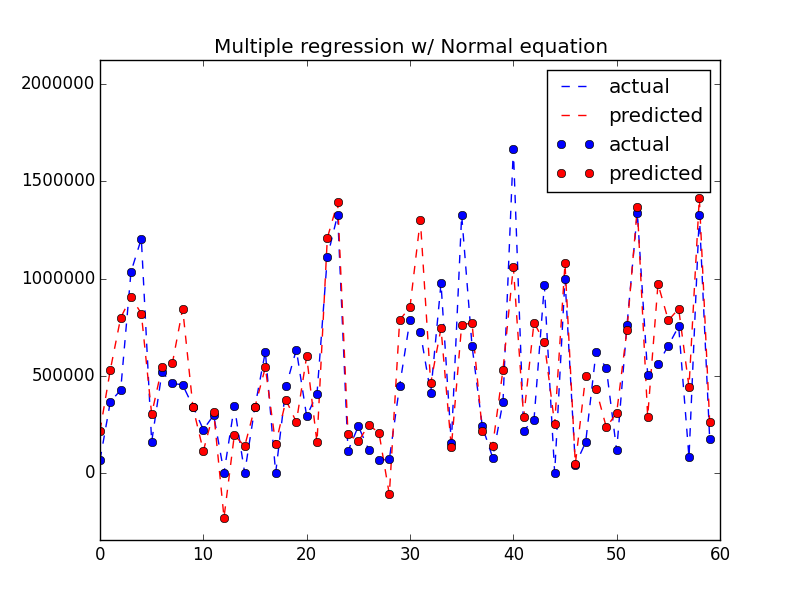 Multiple regression w/ Normal equation
2000000
1500000
1000000
500000
0
0 10 20 30 40 50 60
actual
predicted
actual
predicted